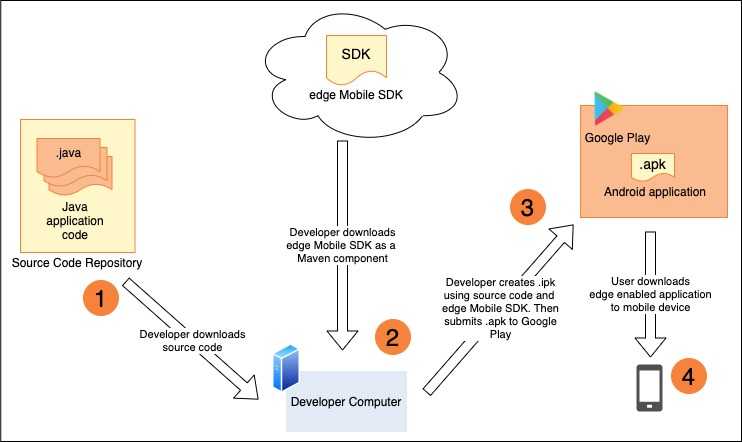 SDK
edge Mobile SDK
.java
Java
application
code
Source Code Repository
1
Developer downloads
source code
Developer downloads
edge Mobile SDK as a
Maven component
2
Developer Computer
3
Developer creates .ipk
using source code and
edge Mobile SDK. Then
submits .apk to Google
Play
Google Play
.apk
Android application
User downloads
edge enabled application
to mobile device
4